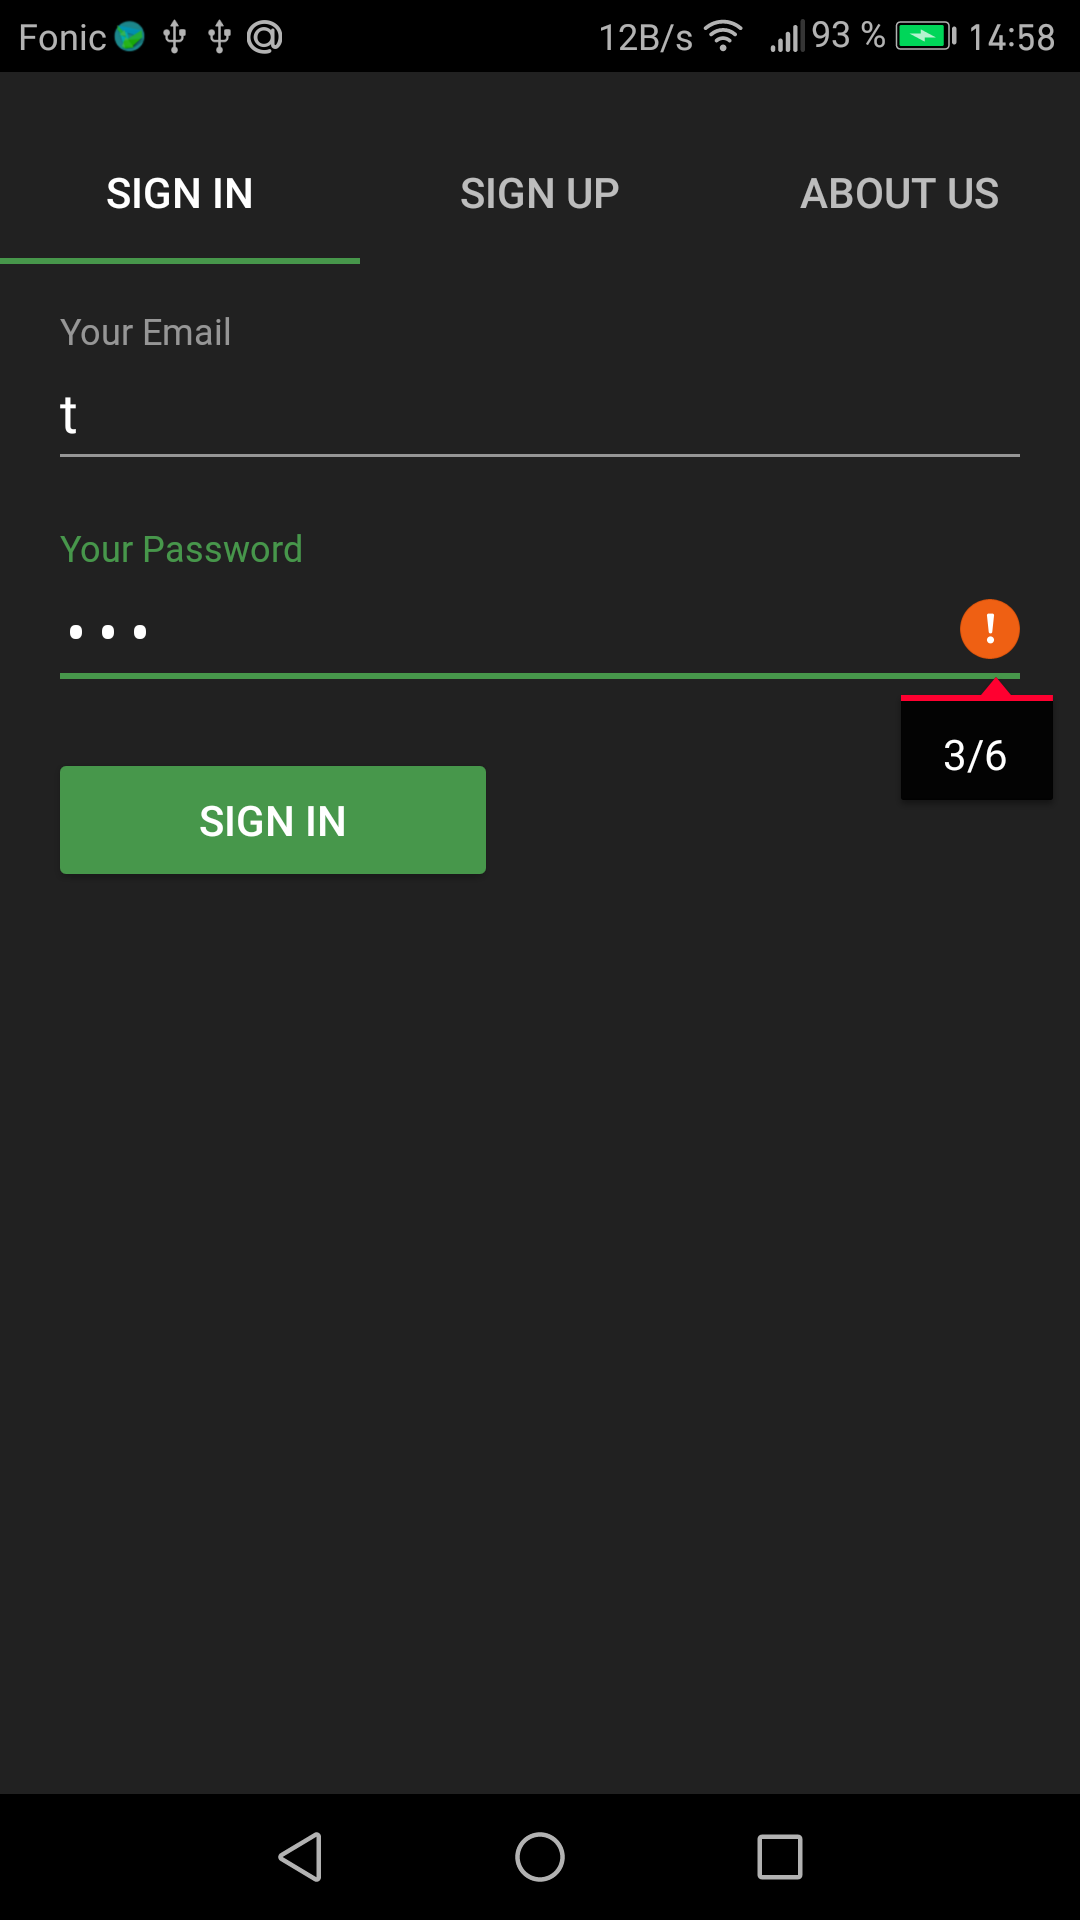 Fonic 12B/s 93 % 14:58
SIGN IN SIGN UP ABOUT US
Your Email
t
Your Password
•••
!
3/6
SIGN IN